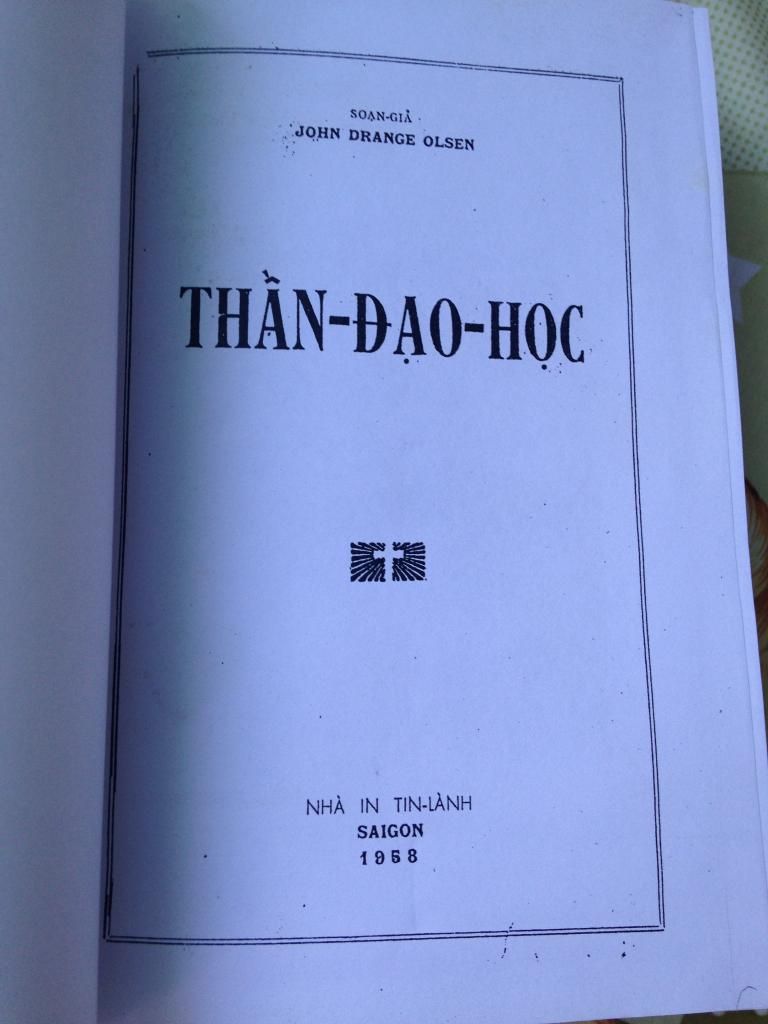 SOẠN-GIẢ
JOHN DRANGE OLSEN
THẦN-ĐẠO-HỌC
NHÀ IN TIN-LÀNH
SAIGON
1958